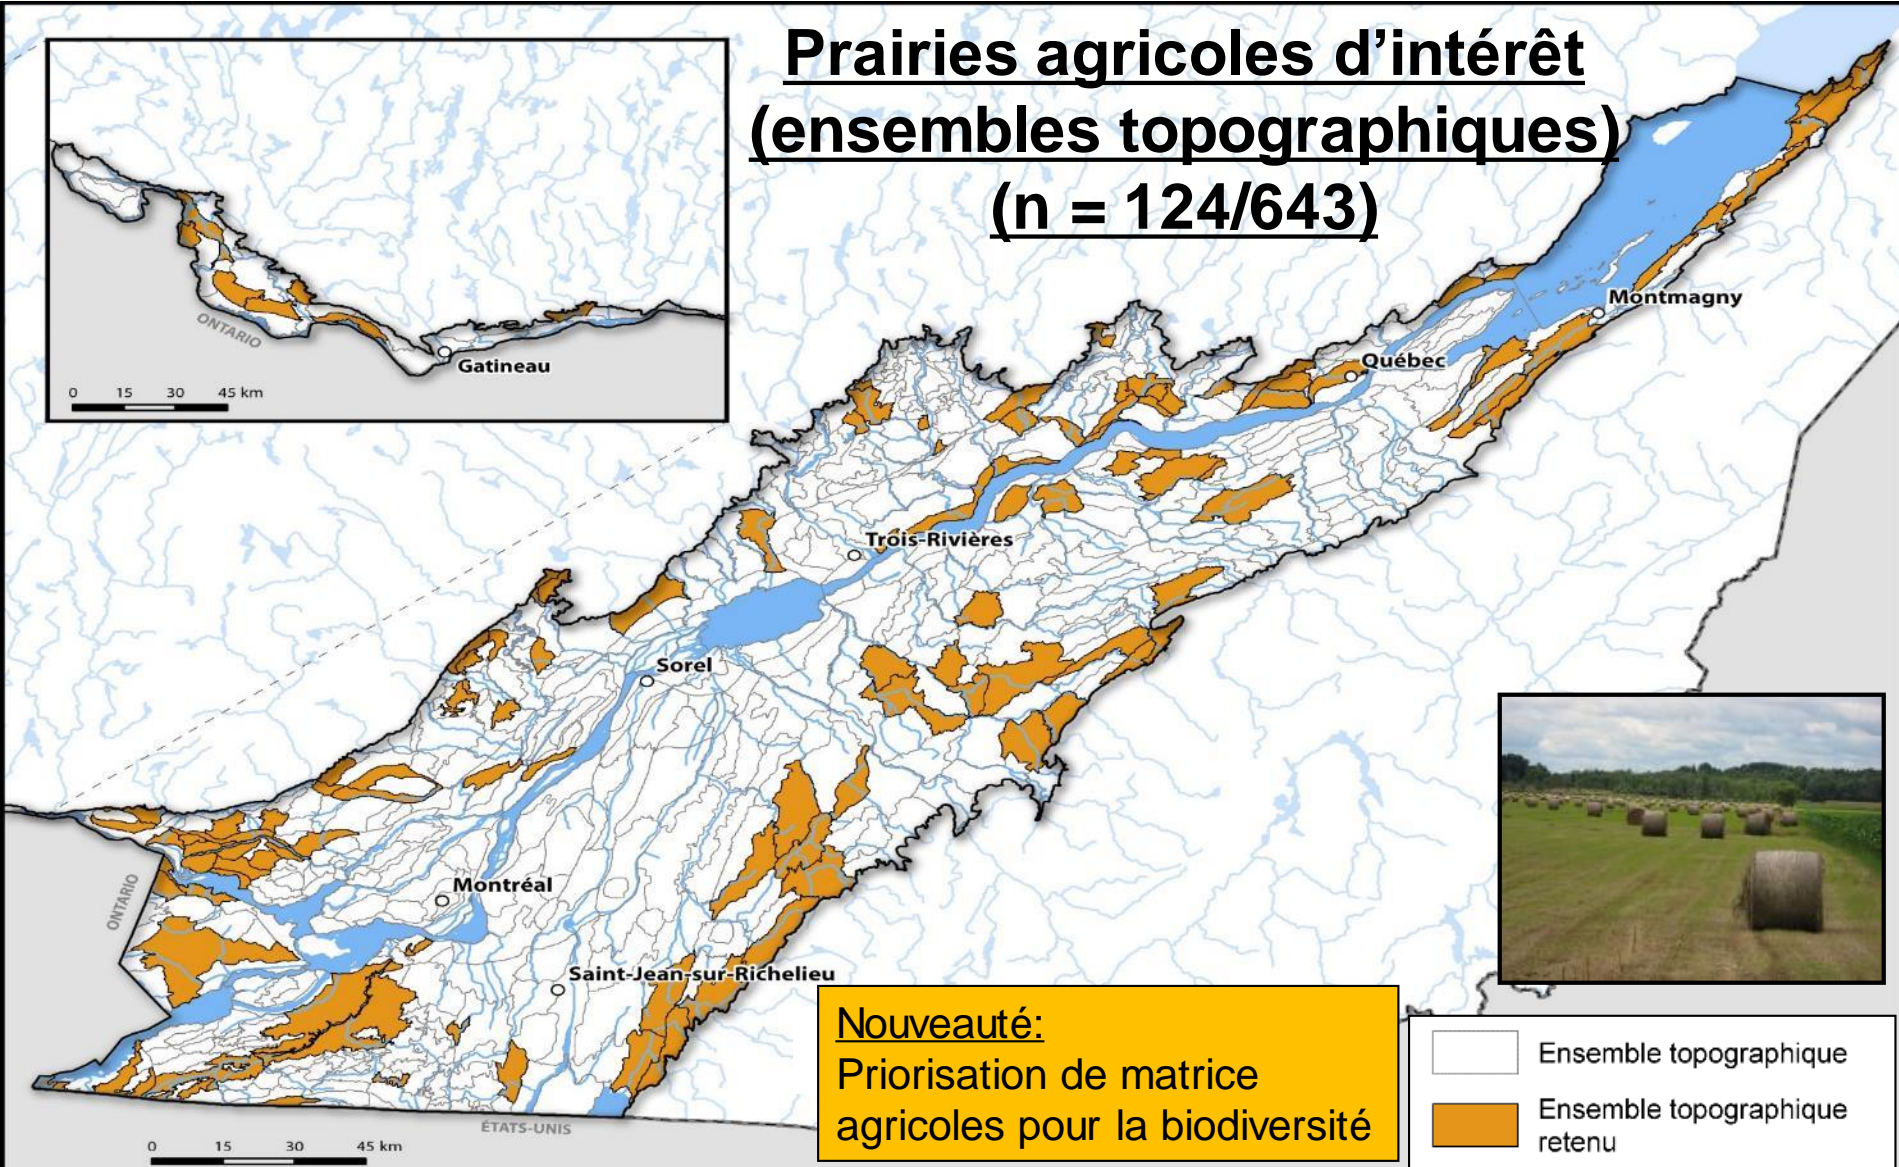 Prairies agricoles d'intérêt
(ensembles topographiques)
(n = 124/643)
ONTARIO
Gatineau
0 15 30 45 km
Montmagny
Québec
Trois-Rivières
Sorel
Montréal
ONTARIO
Saint-Jean-sur-Richelieu
ÉTATS-UNIS
0 15 30 45 km
Nouveauté:
Priorisation de matrice
agricoles pour la biodiversité
Ensemble topographique
Ensemble topographique
retenu